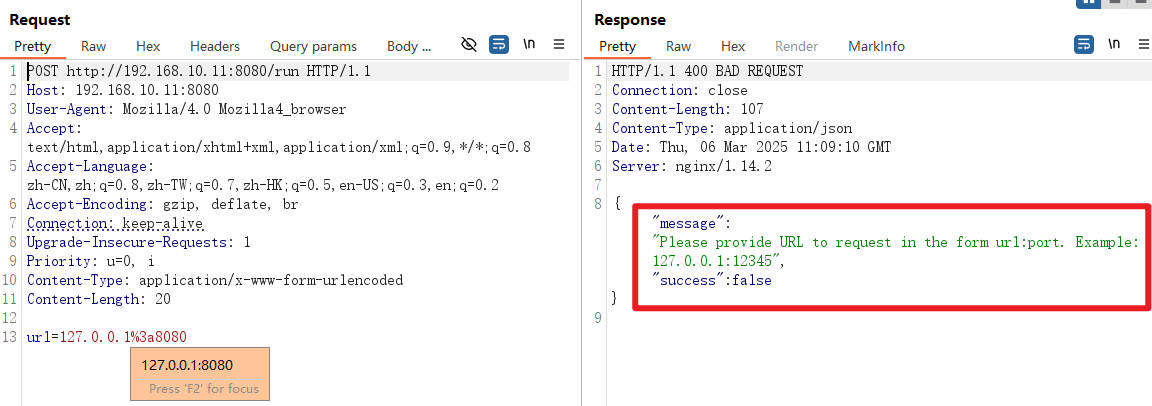 Request
Pretty Raw Hex Headers Query params Body ... \n
1 POST http://192.168.10.11:8080/run HTTP/1.1
2 Host: 192.168.10.11:8080
3 User-Agent: Mozilla/4.0 Mozilla4_browser
4 Accept:
text/html,application/xhtml+xml,application/xml;q=0.9,*/*;q=0.8
5 Accept-Language:
zh-CN,zh;q=0.8,zh-TW;q=0.7,zh-HK;q=0.5,en-US;q=0.3,en;q=0.2
6 Accept-Encoding: gzip, deflate, br
7 Connection: keep-alive
8 Upgrade-Insecure-Requests: 1
9 Priority: u=0, i
10 Content-Type: application/x-www-form-urlencoded
11 Content-Length: 20
12
13 url=127.0.0.1%3a8080
127.0.0.1:8080
Press 'F2' for focus
Response
Pretty Raw Hex Render MarkInfo \n
1 HTTP/1.1 400 BAD REQUEST
2 Connection: close
3 Content-Length: 107
4 Content-Type: application/json
5 Date: Thu, 06 Mar 2025 11:09:10 GMT
6 Server: nginx/1.14.2
7
8 {
"message":
"Please provide URL to request in the form url:port. Example:
127.0.0.1:12345",
"success":false
}
9